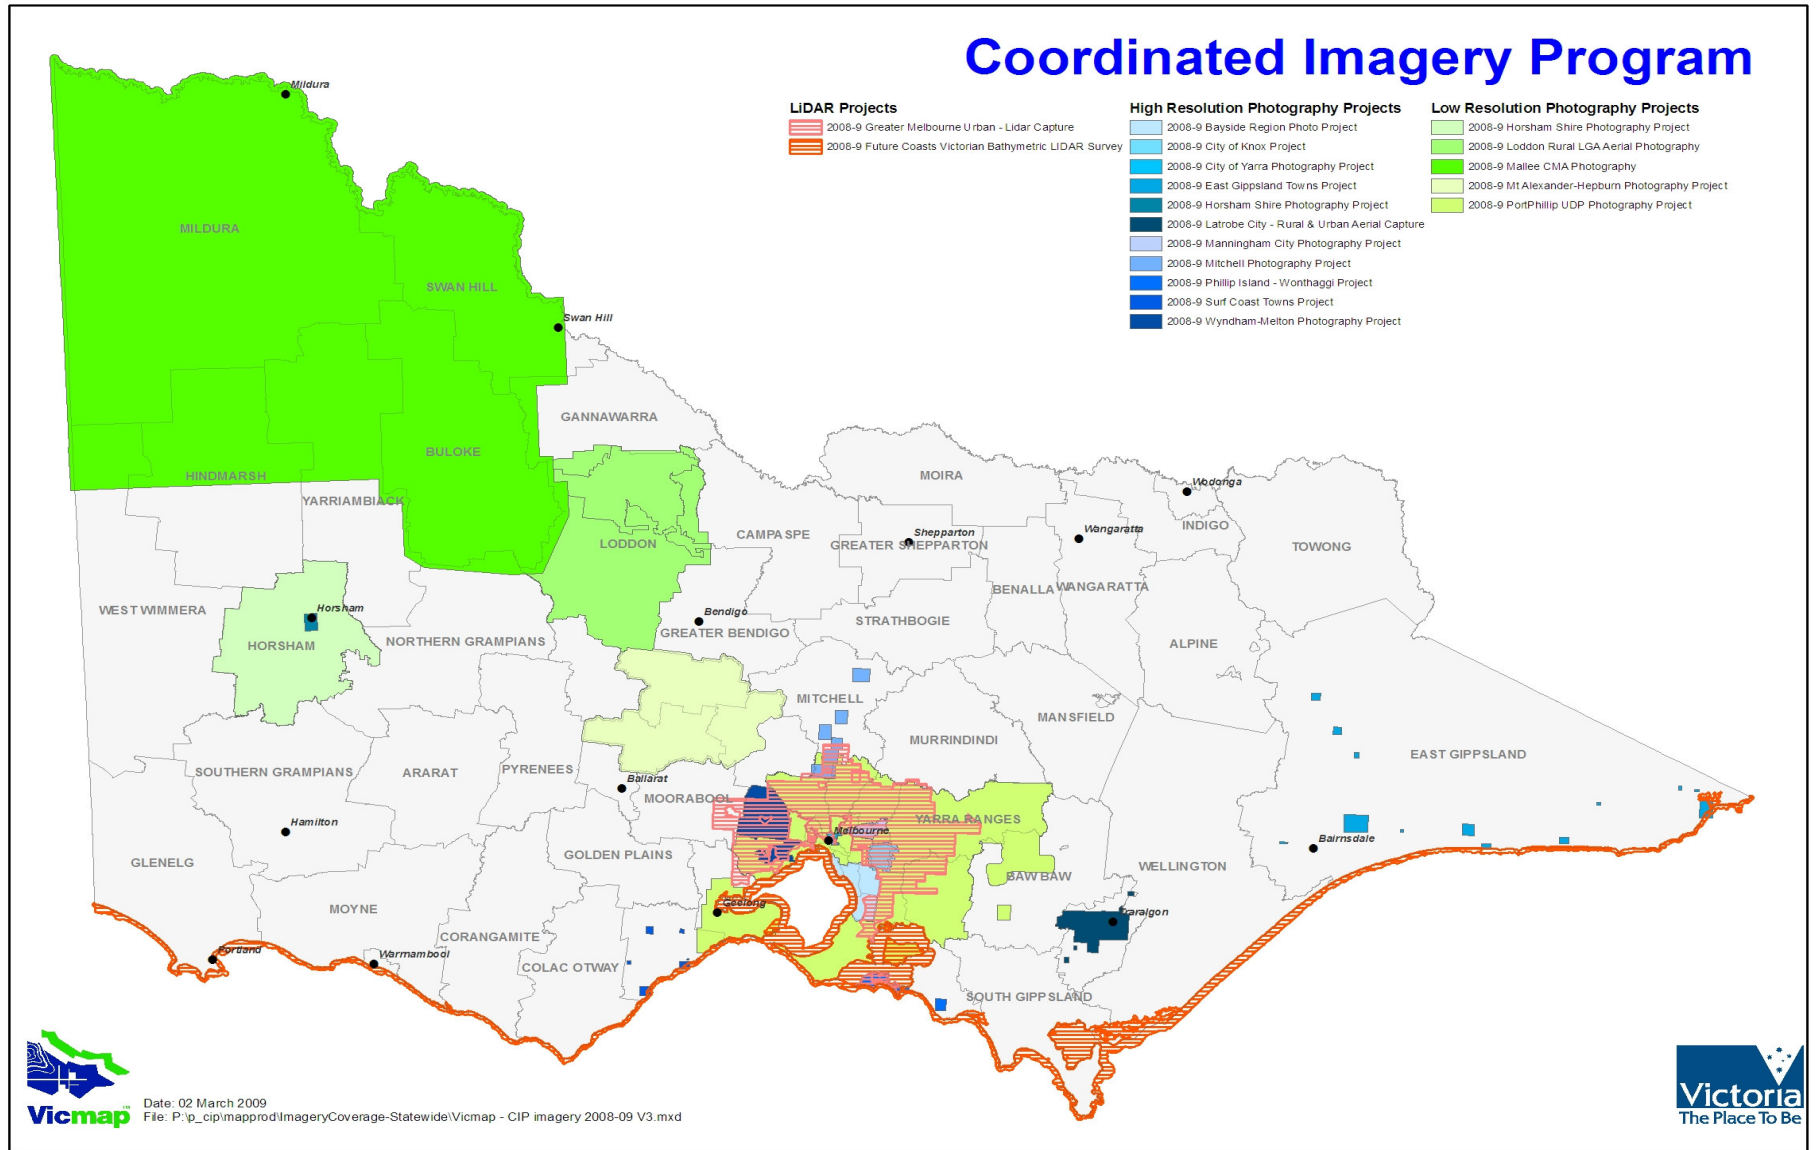 Coordinated Imagery Program
LiDAR Projects
2008-9 Greater Melbourne Urban - Lidar Capture
2008-9 Future Coasts Victorian Bathymetric LIDAR Survey
High Resolution Photography Projects
2008-9 Bayside Region Photo Project
2008-9 City of Knox Project
2008-9 City of Yarra Photography Project
2008-9 East Gippsland Towns Project
2008-9 Horsham Shire Photography Project
2008-9 Latrobe City - Rural & Urban Aerial Capture
2008-9 Manningham City Photography Project
2008-9 Mitchell Photography Project
2008-9 Phillip Island - Wonthaggi Project
2008-9 Surf Coast Towns Project
2008-9 Wyndham-Melton Photography Project
Low Resolution Photography Projects
2008-9 Horsham Shire Photography Project
2008-9 Loddon Rural LGA Aerial Photography
2008-9 Mallee CMA Photography
2008-9 Mt Alexander-Hepburn Photography Project
2008-9 PortPhillip UDP Photography Project
Mildura
MILDURA
SWAN HILL
Swan Hill
GANNAWARRA
BULOKE
HINDMARSH
YARRIAMBIACK
MOIRA
Wodonga
INDIGO
Wangaratta
Shepparton
CAMPASPE
GREATER SHEPPARTON
LODDON
TOWONG
BENALLA
WANGARATTA
WEST WIMMERA
Horsham
HORSHAM
NORTHERN GRAMPIANS
Bendigo
GREATER BENDIGO
STRATHBOGIE
ALPINE
MITCHELL
MANSFIELD
MURRINDINDI
EAST GIPPSLAND
SOUTHERN GRAMPIANS
ARARAT
PYRENEES
Ballarat
MOORABOOL
Hamilton
Melbourne
YARRA RANGES
Bairnsdale
GLENELG
GOLDEN PLAINS
WELLINGTON
BAW BAW
MOYNE
Geelong
Traralgon
CORANGAMITE
Portland
Warrnambool
COLAC OTWAY
SOUTH GIPPSLAND
Vicmap
Date: 02 March 2009
File: P:\p_cip\mapprod\ImageryCoverage-Statewide\Vicmap - CIP imagery 2008-09 V3.mxd
Victoria
The Place To Be